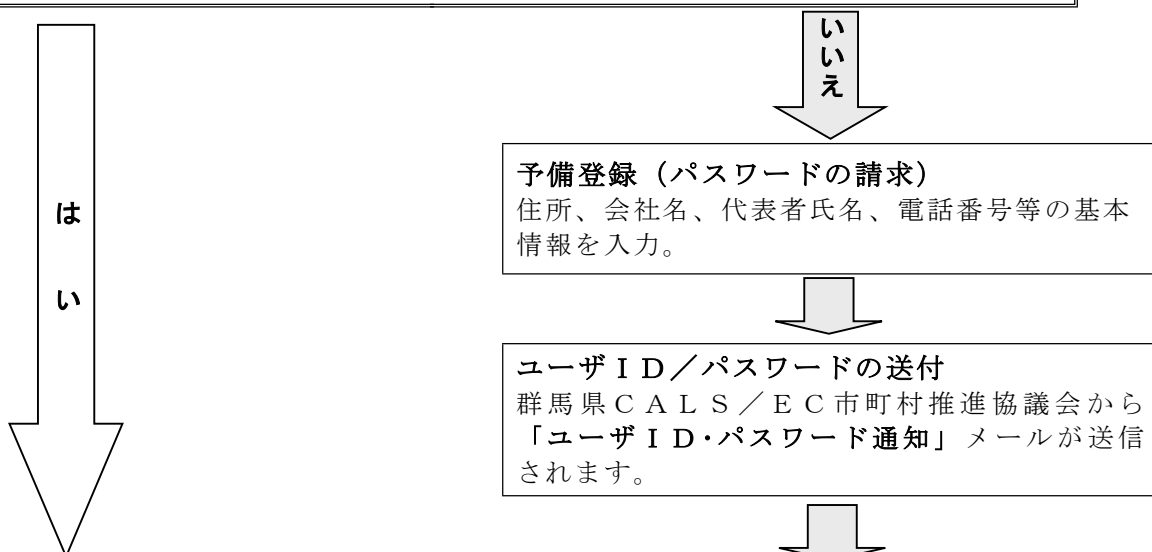 いいえ
予備登録（パスワードの請求）
住所、会社名、代表者氏名、電話番号等の基本
情報を入力。
はい
ユーザＩＤ／パスワードの送付
群馬県ＣＡＬＳ／ＥＣ市町村推進協議会から
「ユーザＩＤ・パスワード通知」メールが送信
されます。